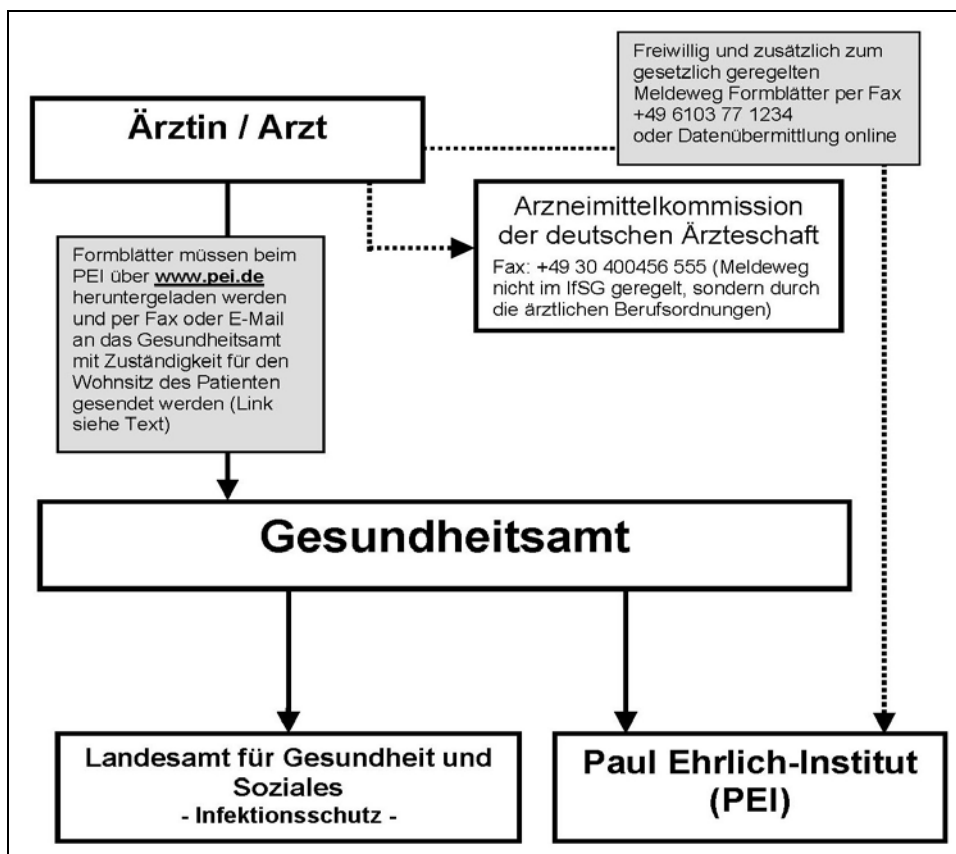 Ärztin / Arzt
Freiwillig und zusätzlich zum
gesetzlich geregelten
Meldeweg Formblätter per Fax
+49 6103 77 1234
oder Datenübermittlung online
Arzneimittelkommission
der deutschen Ärzteschaft
Fax: +49 30 400456 555 (Meldeweg
nicht im IfSG geregelt, sondern durch
die ärztlichen Berufsordnungen)
Formblätter müssen beim
PEI über www.pei.de
heruntergeladen werden
und per Fax oder E-Mail
an das Gesundheitsamt
mit Zuständigkeit für den
Wohnsitz des Patienten
gesendet werden (Link
siehe Text)
Gesundheitsamt
Landesamt für Gesundheit und
Soziales
- Infektionsschutz -
Paul Ehrlich-Institut
(PEI)